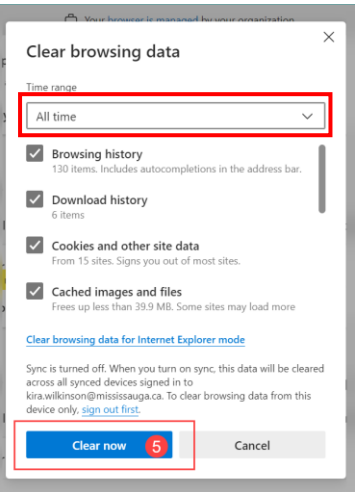 Your browser is managed by your organization
Clear browsing data
Time range
All time
Browsing history
130 items. Includes autocompletions in the address bar.
Download history
6 items
Cookies and other site data
From 15 sites. Signs you out of most sites.
Cached images and files
Frees up less than 39.9 MB. Some sites may load more
Clear browsing data for Internet Explorer mode
Sync is turned off. When you turn on sync, this data will be cleared
across all synced devices signed in to
kira.wilkinson@mississauga.ca. To clear browsing data from this
device only, sign out first.
Clear now 5 Cancel